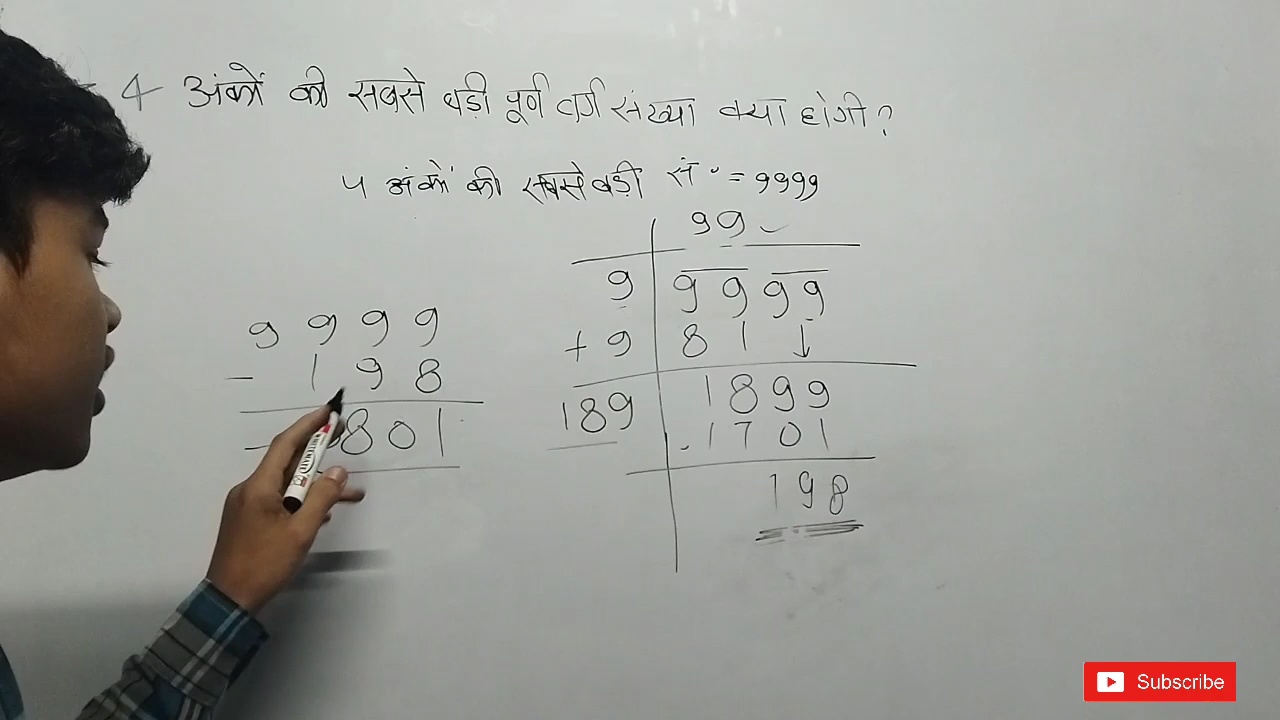 4 अंकों की सबसे बड़ी पूर्ण वर्ग संख्या क्या होगी?
4 अंकों की सबसे बड़ी सं॰ = 9999
99
9 9999
+ 9 81 ↓
189 1899
- 1701
198
9999
- 198
801
Subscribe